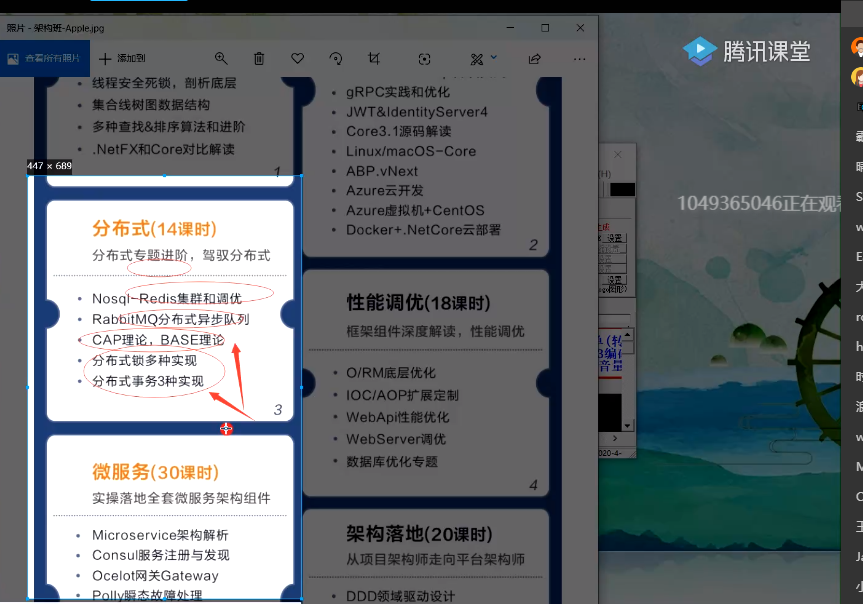 照片 - 架构班-Apple.jpg
查看所有照片
添加到
线程安全死锁，剖析底层
集合线树图数据结构
多种查找&排序算法和进阶
.NetFX和Core对比解读
1
447 × 689
分布式(14课时)
分布式专题进阶，驾驭分布式
Nosql-Redis集群和调优
RabbitMQ分布式异步队列
CAP理论，BASE理论
分布式锁多种实现
分布式事务3种实现
3
微服务(30课时)
实操落地全套微服务架构组件
Microservice架构解析
Consul服务注册与发现
Ocelot网关Gateway
Polly瞬态故障处理
gRPC实践和优化
JWT&IdentityServer4
Core3.1源码解读
Linux/macOS-Core
ABP.vNext
Azure云开发
Azure虚拟机+CentOS
Docker+.NetCore云部署
2
性能调优(18课时)
框架组件深度解读，性能调优
O/RM底层优化
IOC/AOP扩展定制
WebApi性能优化
WebServer调优
数据库优化专题
4
架构落地(20课时)
从项目架构师走向平台架构师
DDD领域驱动设计
腾讯课堂
1049365046正在观看
设置
设置